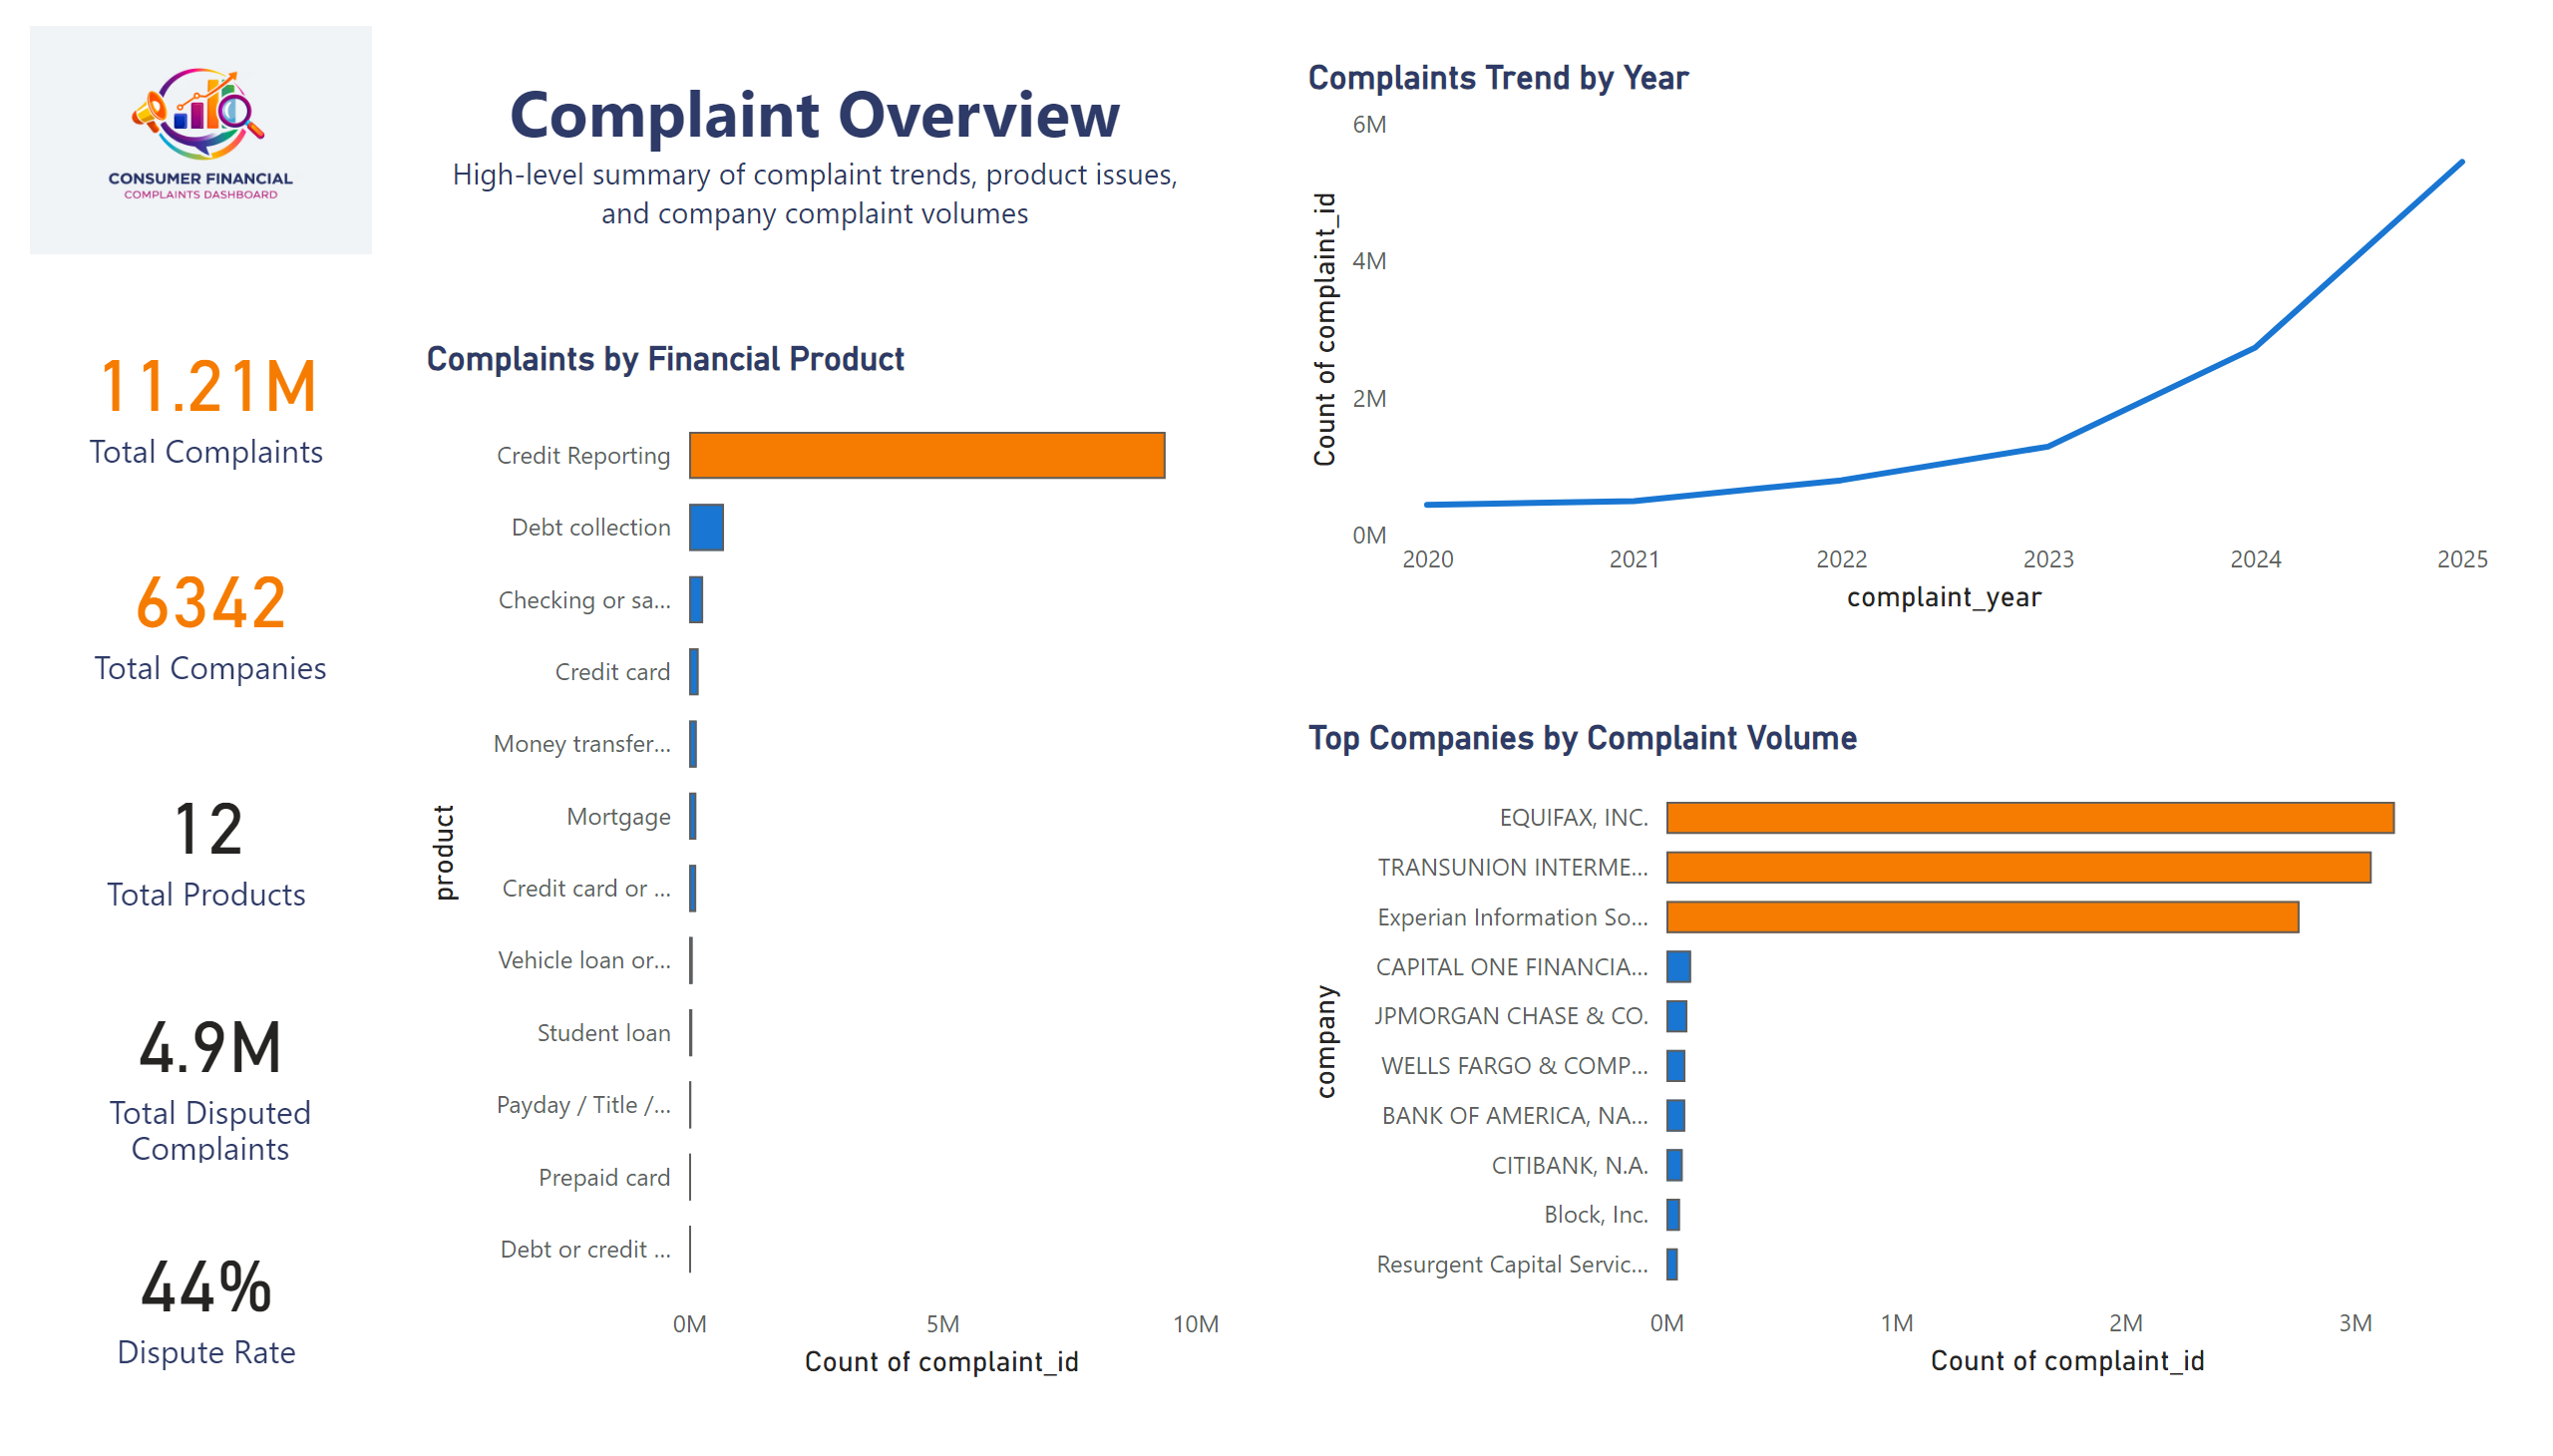 CONSUMER FINANCIAL
COMPLAINTS DASHBOARD
Complaint Overview
High-level summary of complaint trends, product issues,
and company complaint volumes
11.21M
Total Complaints
6342
Total Companies
12
Total Products
4.9M
Total Disputed
Complaints
44%
Dispute Rate
Complaints by Financial Product
product
Credit Reporting
Debt collection
Checking or sa...
Credit card
Money transfer...
Mortgage
Credit card or ...
Vehicle loan or...
Student loan
Payday / Title /...
Prepaid card
Debt or credit ...
0M 5M 10M
Count of complaint_id
Complaints Trend by Year
Count of complaint_id
6M
4M
2M
0M
2020 2021 2022 2023 2024 2025
complaint_year
Top Companies by Complaint Volume
company
EQUIFAX, INC.
TRANSUNION INTERME...
Experian Information So...
CAPITAL ONE FINANCIA...
JPMORGAN CHASE & CO.
WELLS FARGO & COMP...
BANK OF AMERICA, NA...
CITIBANK, N.A.
Block, Inc.
Resurgent Capital Servic...
0M 1M 2M 3M
Count of complaint_id